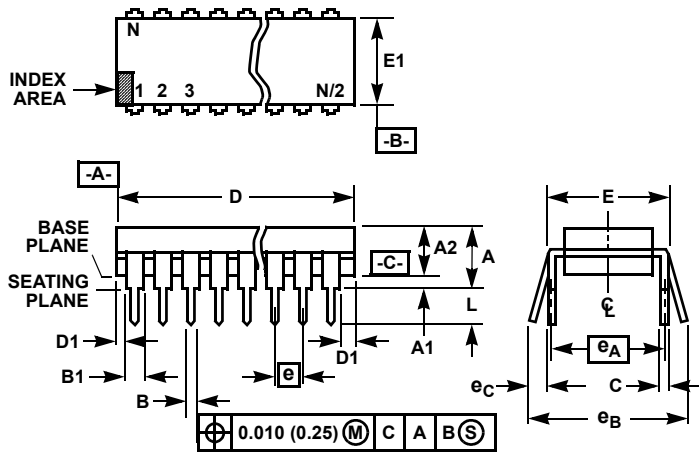 N
E1
INDEX
AREA
1 2 3 N/2
-B-
-A-
D
E
BASE
PLANE
A2
A
-C-
SEATING
PLANE
L
C
L
D1
A1
D1
eA
B1
e
eC
C
B
eB
0.010 (0.25) M C A B S